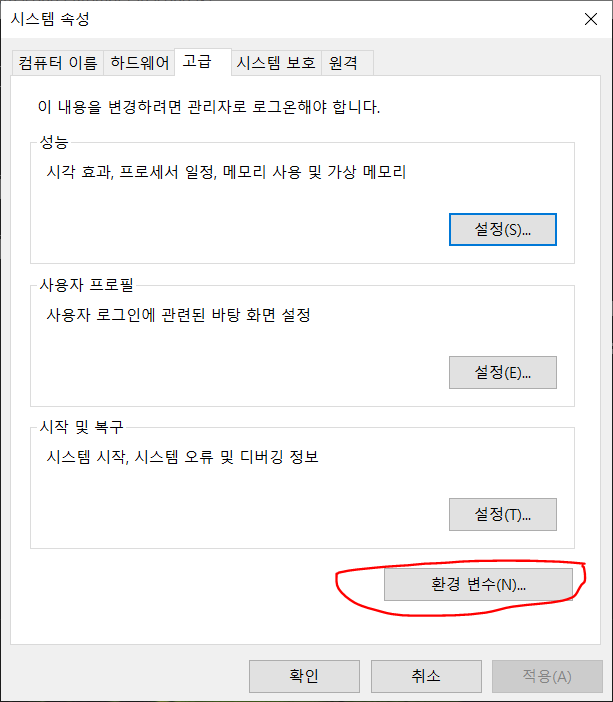 시스템 속성
컴퓨터 이름 하드웨어 고급 시스템 보호 원격
이 내용을 변경하려면 관리자로 로그온해야 합니다.
성능
시각 효과, 프로세서 일정, 메모리 사용 및 가상 메모리
설정(S)...
사용자 프로필
사용자 로그인에 관련된 바탕 화면 설정
설정(E)...
시작 및 복구
시스템 시작, 시스템 오류 및 디버깅 정보
설정(T)...
환경 변수(N)...
확인 취소 적용(A)